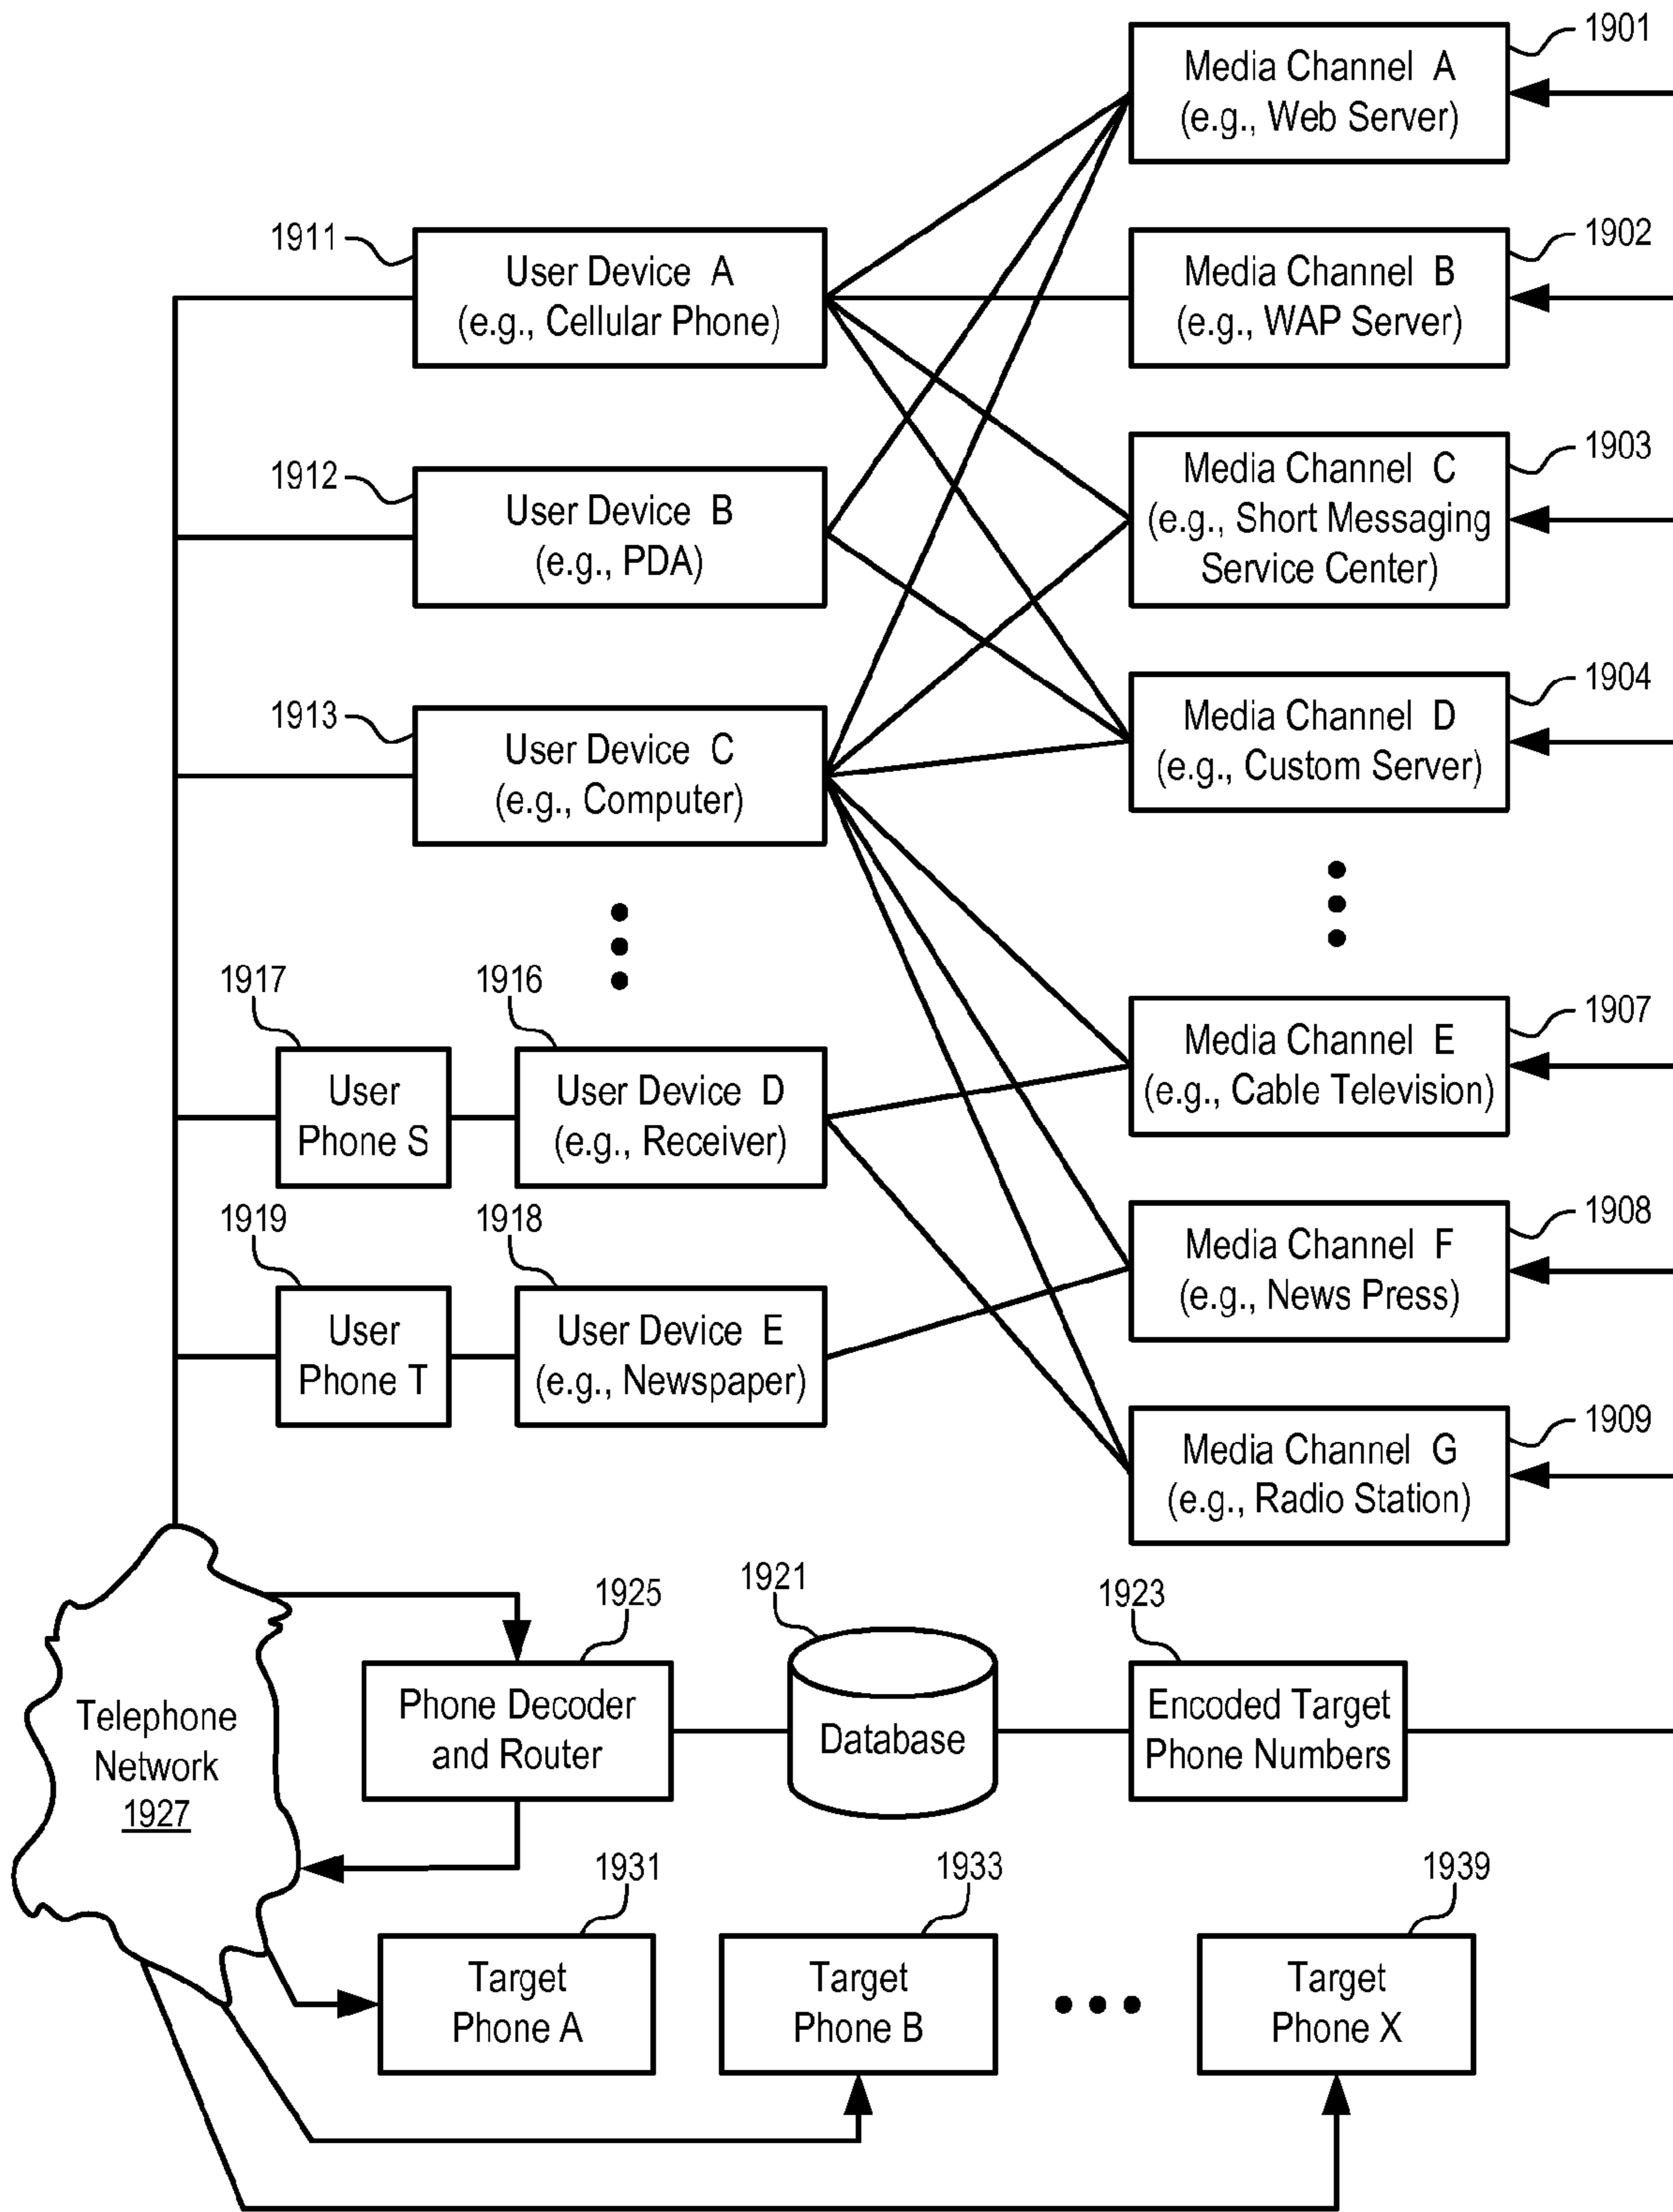 1901
Media Channel A
(e.g., Web Server)
1911
User Device A
(e.g., Cellular Phone)
1902
Media Channel B
(e.g., WAP Server)
1912
User Device B
(e.g., PDA)
1903
Media Channel C
(e.g., Short Messaging
Service Center)
1913
User Device C
(e.g., Computer)
1904
Media Channel D
(e.g., Custom Server)
1917
User
Phone S
1916
User Device D
(e.g., Receiver)
1907
Media Channel E
(e.g., Cable Television)
1919
User
Phone T
1918
User Device E
(e.g., Newspaper)
1908
Media Channel F
(e.g., News Press)
1909
Media Channel G
(e.g., Radio Station)
Telephone
Network
1927
1925
Phone Decoder
and Router
1921
Database
1923
Encoded Target
Phone Numbers
1931
Target
Phone A
1933
Target
Phone B
1939
Target
Phone X